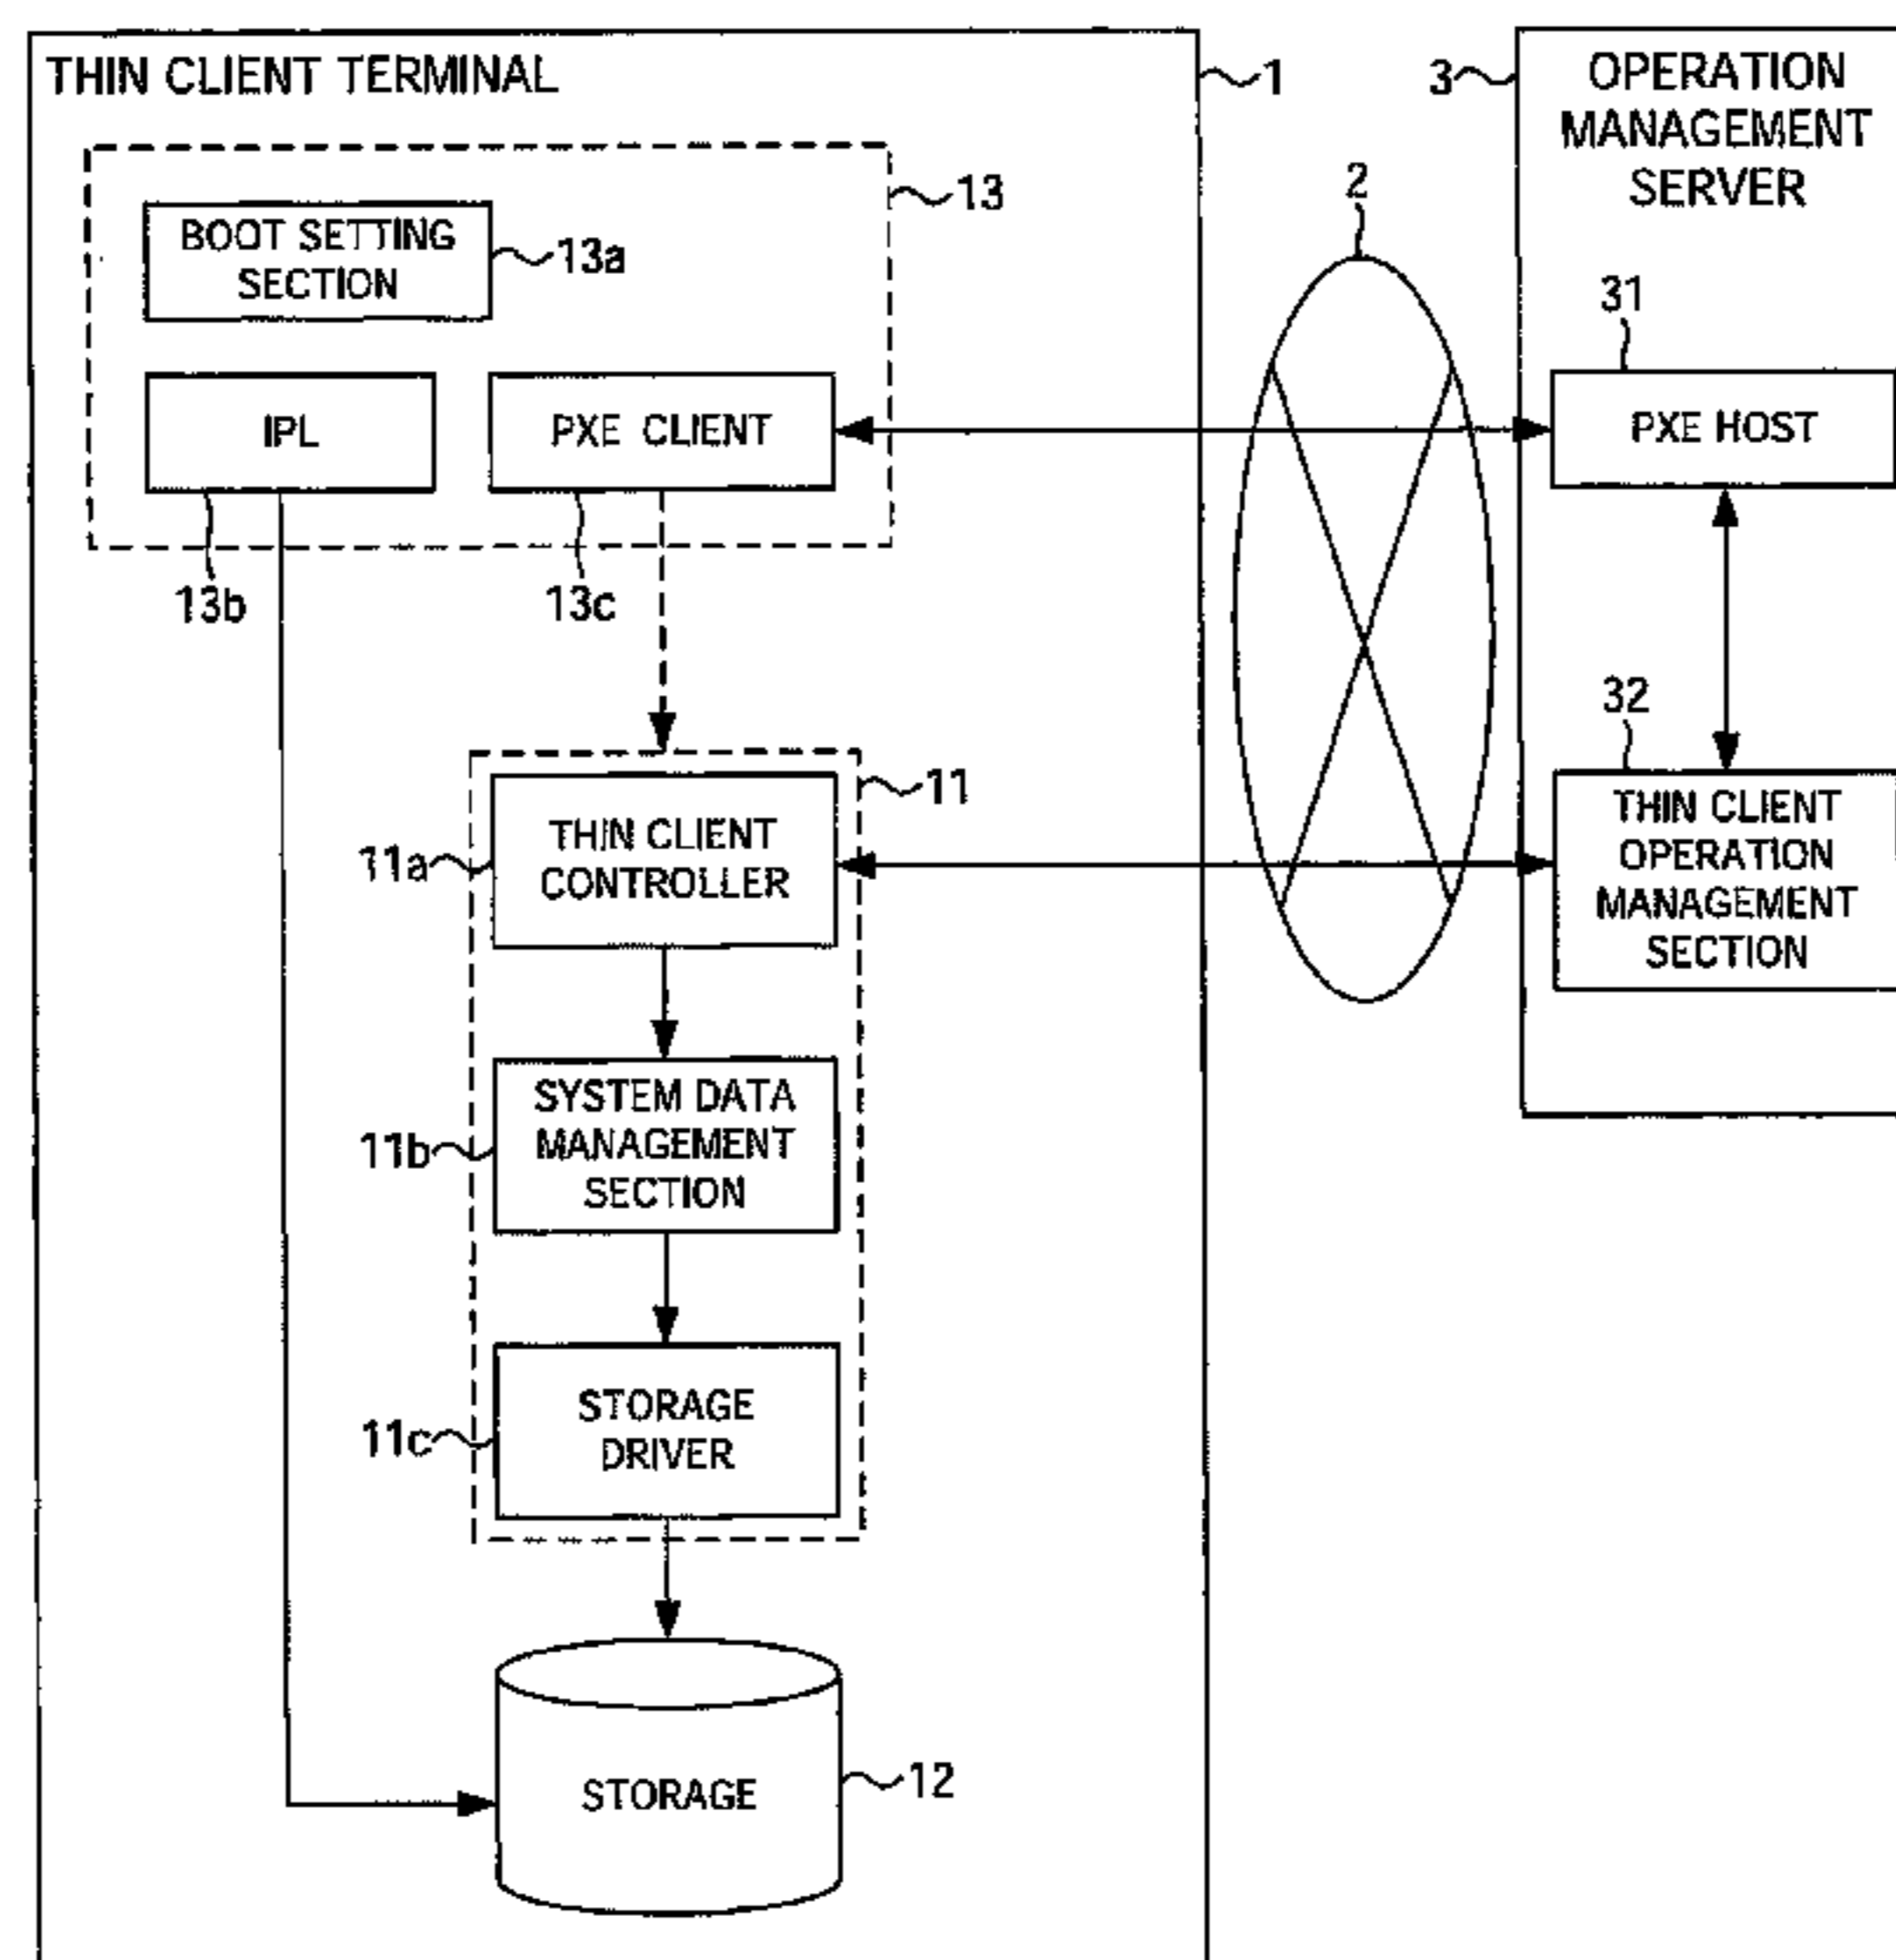 THIN CLIENT TERMINAL
1
3
OPERATION
MANAGEMENT
SERVER
13
2
BOOT SETTING
SECTION
13a
31
IPL
PXE CLIENT
PXE HOST
13b
13c
32
11
THIN CLIENT
CONTROLLER
11a
THIN CLIENT
OPERATION
MANAGEMENT
SECTION
SYSTEM DATA
MANAGEMENT
SECTION
11b
STORAGE
DRIVER
11c
STORAGE
12